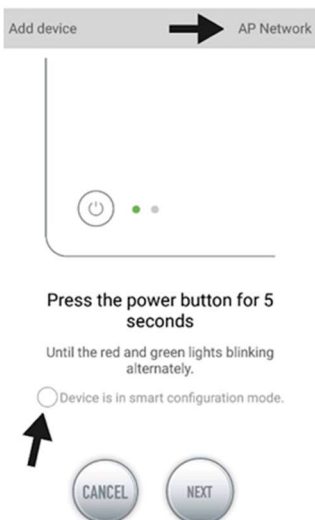 Add device AP Network
Press the power button for 5
seconds
Until the red and green lights blinking
alternately.
Device is in smart configuration mode.
CANCEL NEXT